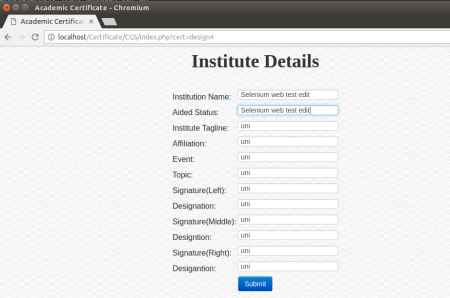 Academic Certificate - Chromium
Academic Certificat
localhost/Certificate/CGS/index.php?cert=design4
Institute Details
Institution Name: Selenium web test edit
Aided Status: Selenium web test edit
Institute Tagline: uni
Affiliation: uni
Event: uni
Topic: uni
Signature(Left): uni
Designation: uni
Signature(Middle): uni
Designtion: uni
Signature(Right): uni
Desigantion: uni
Submit